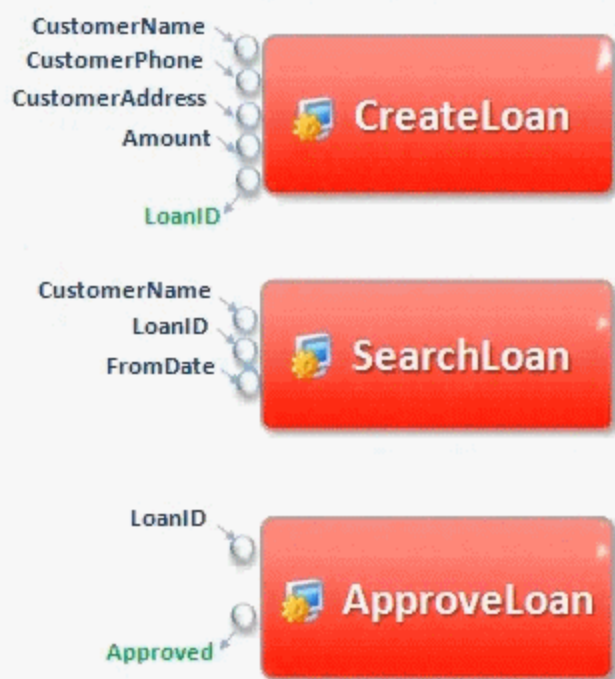 CustomerName
CustomerPhone
CustomerAddress
Amount
CreateLoan
LoanID
CustomerName
LoanID
FromDate
SearchLoan
LoanID
ApproveLoan
Approved